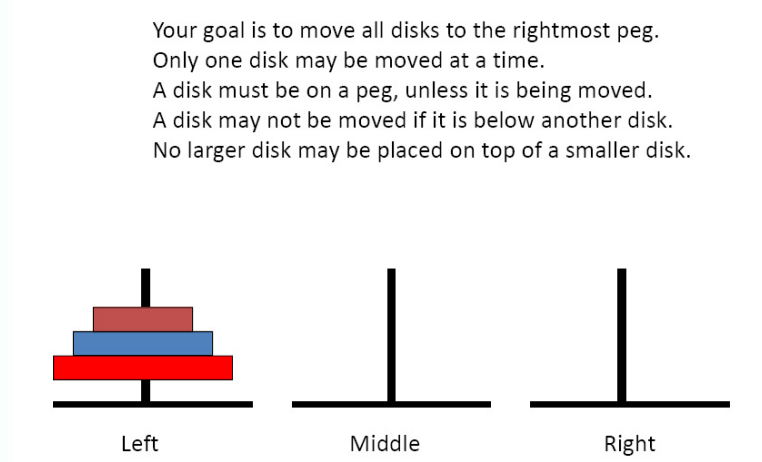 Your goal is to move all disks to the rightmost peg.
Only one disk may be moved at a time.
A disk must be on a peg, unless it is being moved.
A disk may not be moved if it is below another disk.
No larger disk may be placed on top of a smaller disk.
Left Middle Right